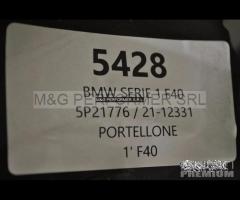 5428
M&G PERFORMER SRL
BMW SERIE 1 F40
5P21776 / 21-12331
PORTELLONE
1' F40
PREMIUM